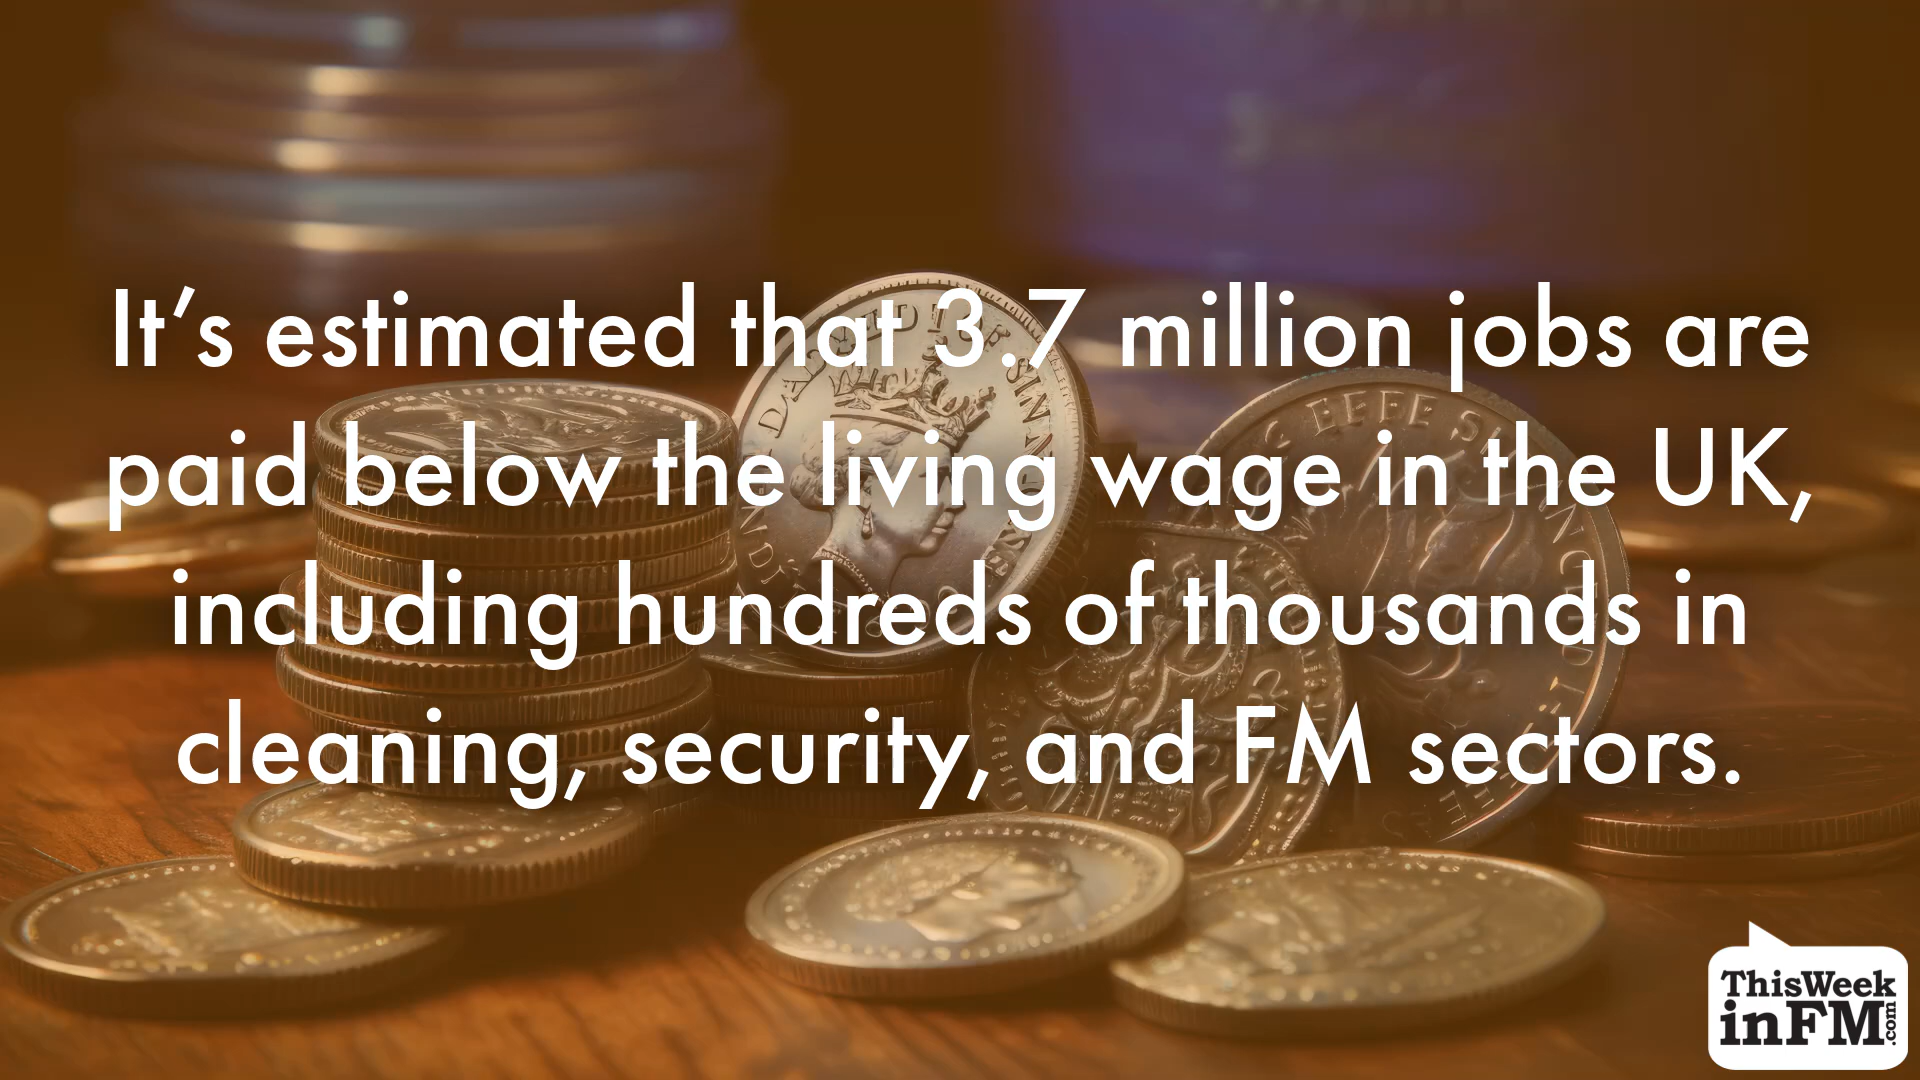 It’s estimated that 3.7 million jobs are
paid below the living wage in the UK,
including hundreds of thousands in
cleaning, security, and FM sectors.
ThisWeek
inFM.com